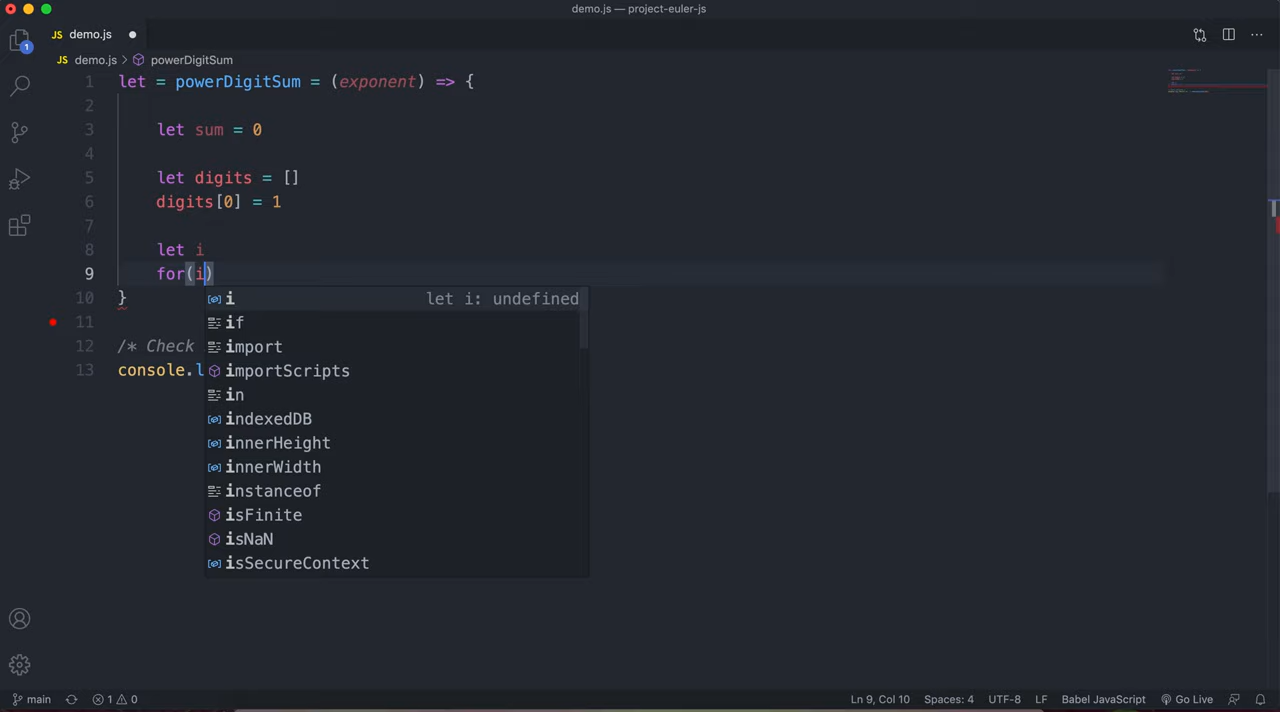 demo.js — project-euler-js
JS demo.js
1
JS demo.js > powerDigitSum
1 let = powerDigitSum = (exponent) => {
2
3 let sum = 0
4
5 let digits = []
6 digits[0] = 1
7
8 let i
9 for(i)
10 }
11
12 /* Check
13 console.l
i let i: undefined
if
import
importScripts
in
indexedDB
innerHeight
innerWidth
instanceof
isFinite
isNaN
isSecureContext
main 1 0 Ln 9, Col 10 Spaces: 4 UTF-8 LF Babel JavaScript Go Live